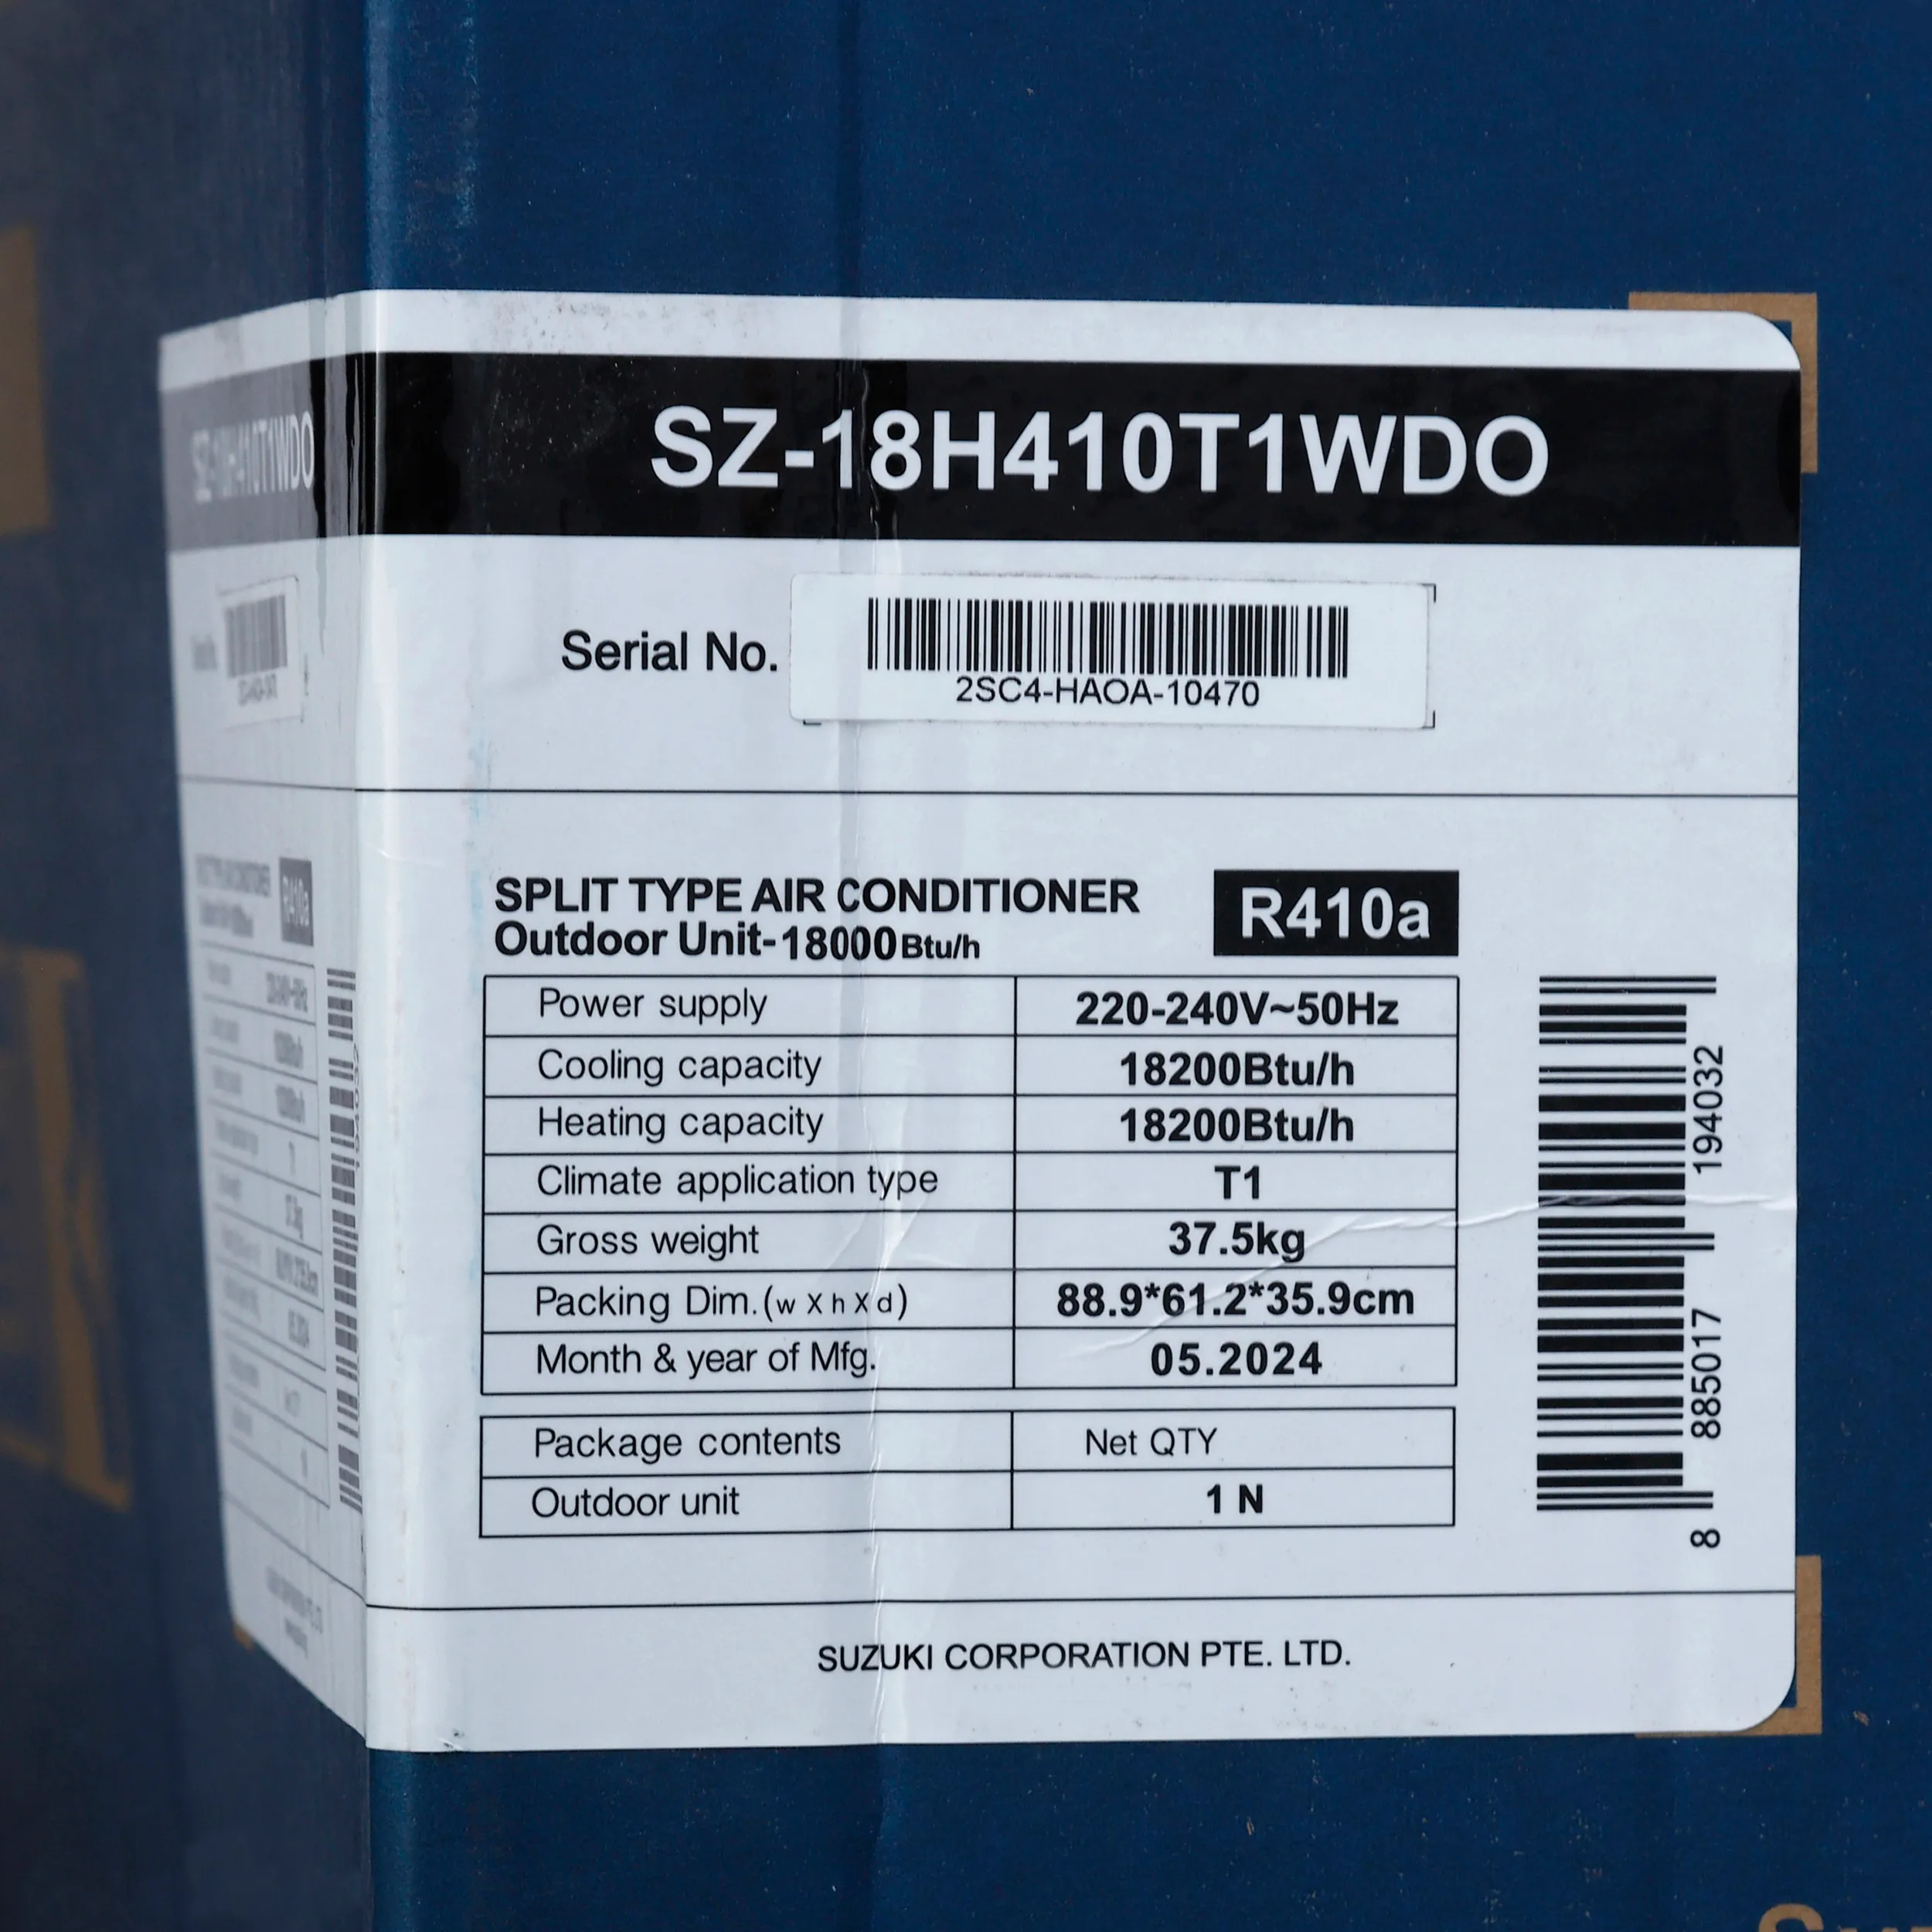 SZ-18H410T1WDO
SZ-18H410T1WDO
Serial No.
2SC4-HAOA-10470
SPLIT TYPE AIR CONDITIONER
R410a
R410a
Outdoor Unit-18000Btu/h
Power supply 220-240V~50Hz
Cooling capacity 18200Btu/h
Heating capacity 18200Btu/h
Climate application type T1
Gross weight 37.5kg
Packing Dim.(w X h X d) 88.9*61.2*35.9cm
Month & year of Mfg. 05.2024
Package contents Net QTY
Outdoor unit 1 N
8 885017 194032
SUZUKI CORPORATION PTE. LTD.